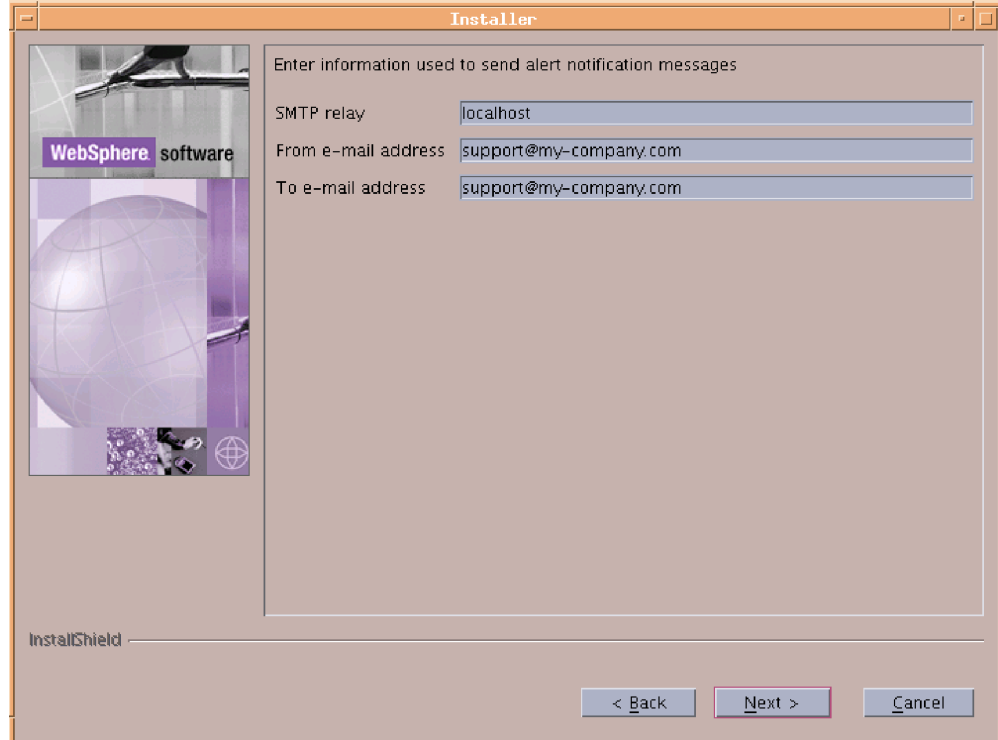 Installer
WebSphere. software
Enter information used to send alert notification messages
SMTP relay localhost
From e-mail address support@my-company.com
To e-mail address support@my-company.com
InstallShield
< Back Next > Cancel